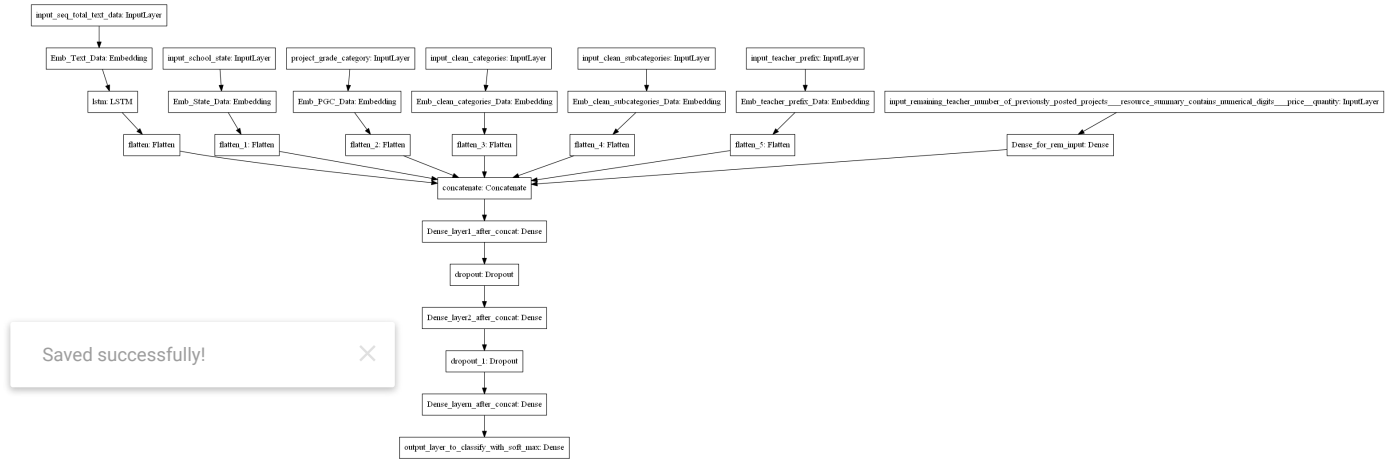 input_seq_total_text_data: InputLayer
Emb_Text_Data: Embedding
input_school_state: InputLayer
project_grade_category: InputLayer
input_clean_categories: InputLayer
input_clean_subcategories: InputLayer
input_teacher_prefix: InputLayer
lstm: LSTM
Emb_State_Data: Embedding
Emb_PGC_Data: Embedding
Emb_clean_categories_Data: Embedding
Emb_clean_subcategories_Data: Embedding
Emb_teacher_prefix_Data: Embedding
input_remaining_teacher_number_of_previously_posted_projects___resource_summary_contains_numerical_digits___price__quantity: InputLayer
flatten: Flatten
flatten_1: Flatten
flatten_2: Flatten
flatten_3: Flatten
flatten_4: Flatten
flatten_5: Flatten
Dense_for_rem_input: Dense
concatenate: Concatenate
Dense_layer1_after_concat: Dense
dropout: Dropout
Dense_layer2_after_concat: Dense
Saved successfully!
dropout_1: Dropout
Dense_layern_after_concat: Dense
output_layer_to_classify_with_soft_max: Dense